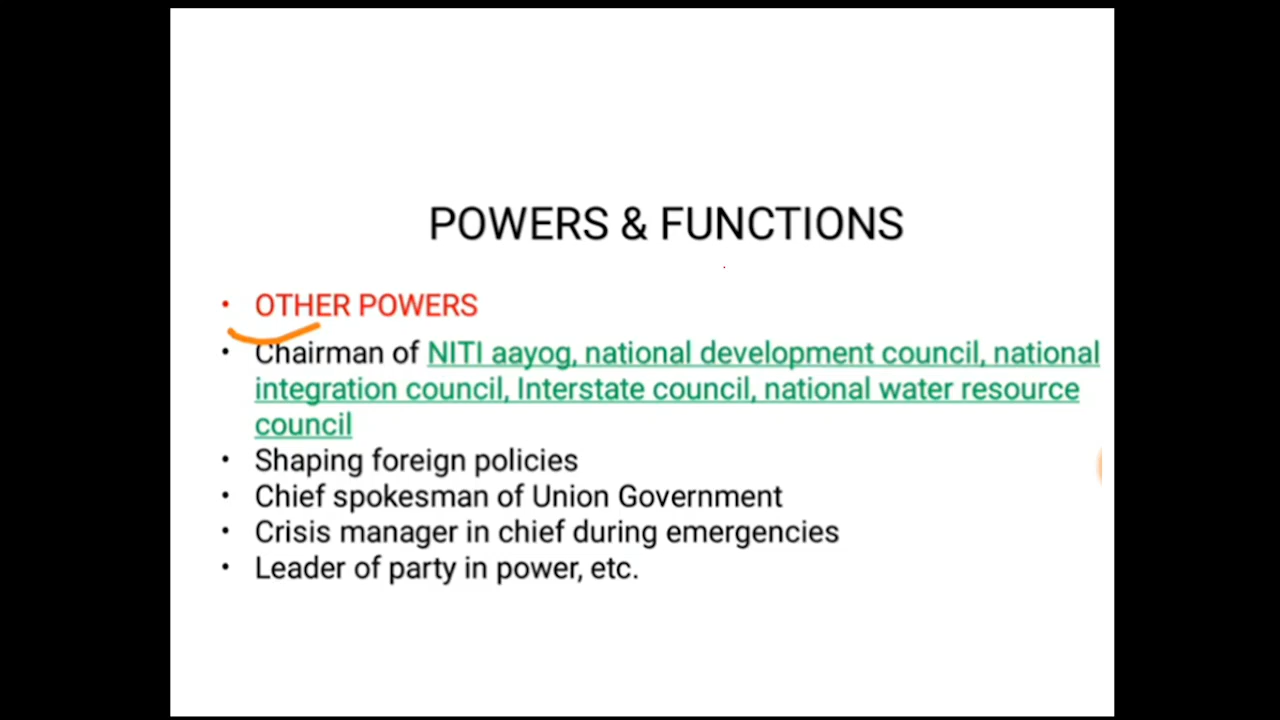 POWERS & FUNCTIONS
• OTHER POWERS
• Chairman of NITI aayog, national development council, national
integration council, Interstate council, national water resource
council
• Shaping foreign policies
• Chief spokesman of Union Government
• Crisis manager in chief during emergencies
• Leader of party in power, etc.